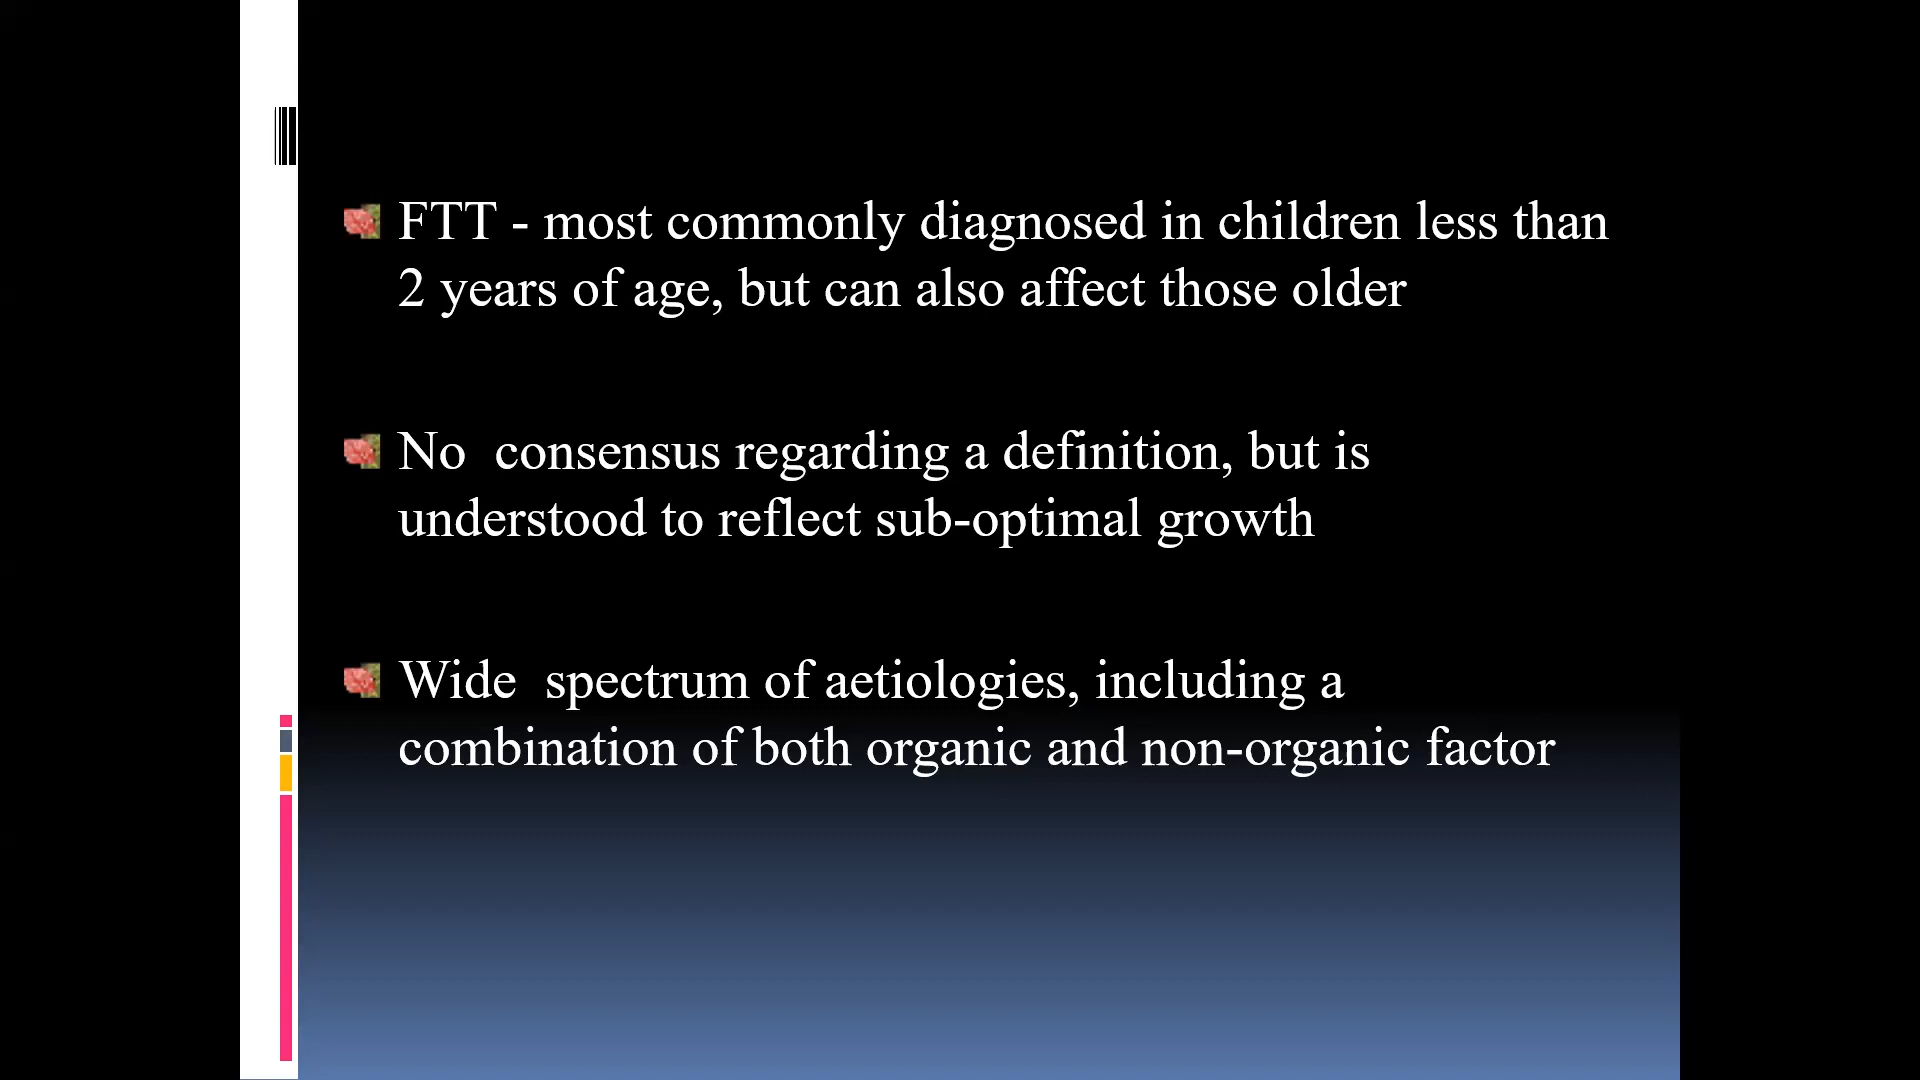 FTT - most commonly diagnosed in children less than
2 years of age, but can also affect those older
No  consensus regarding a definition, but is
understood to reflect sub-optimal growth
Wide  spectrum of aetiologies, including a
combination of both organic and non-organic factor